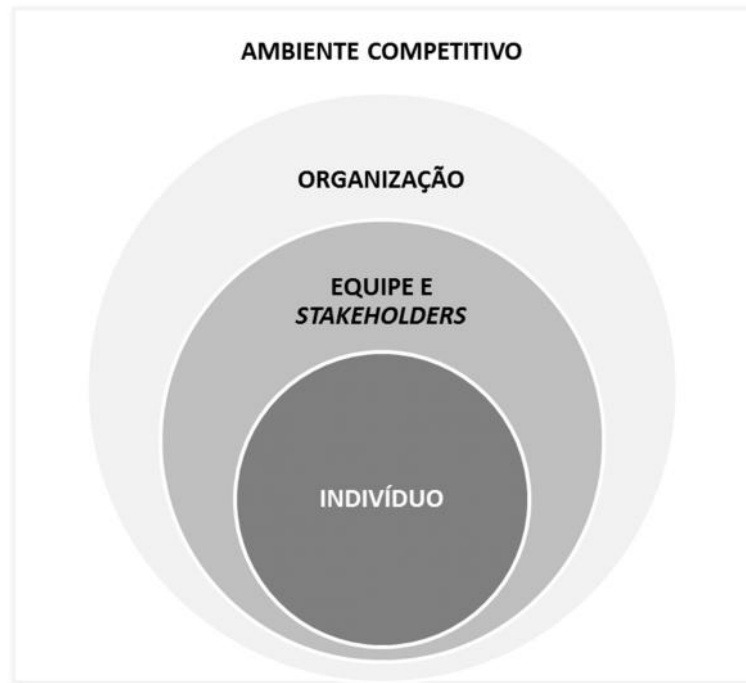 AMBIENTE COMPETITIVO
ORGANIZAÇÃO
EQUIPE E
STAKEHOLDERS
INDIVÍDUO